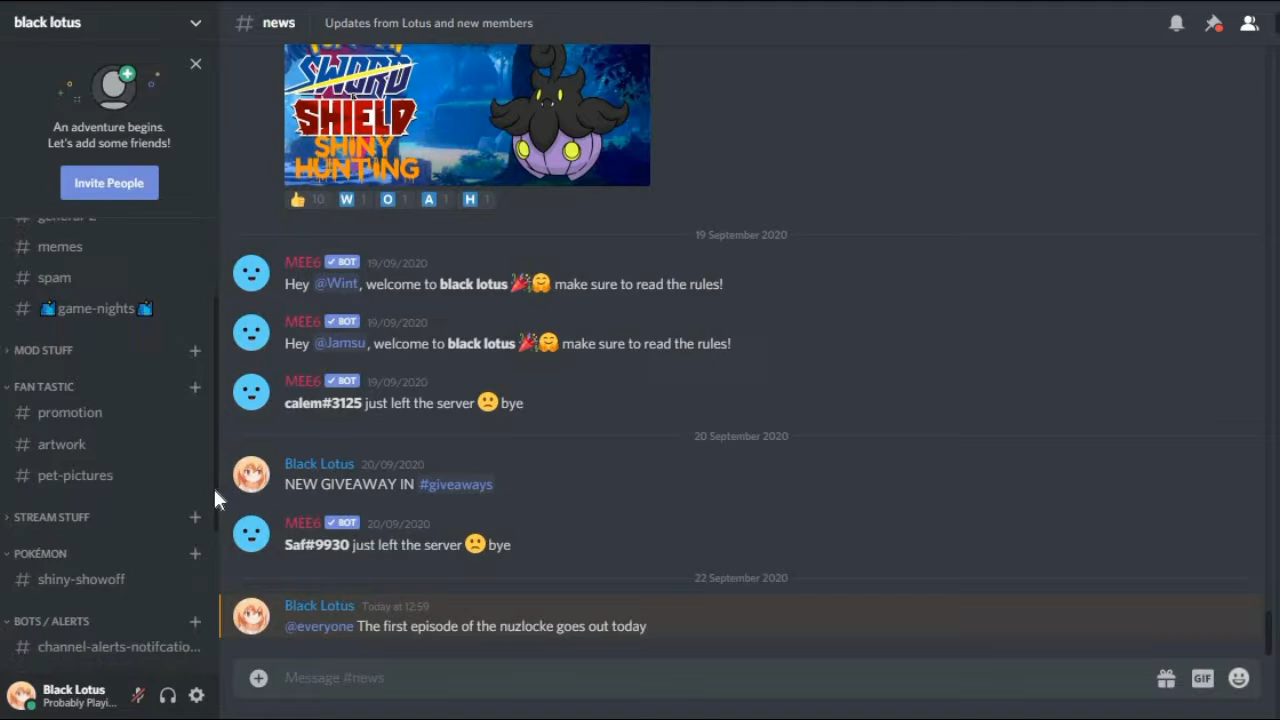 black lotus
An adventure begins.
Let's add some friends!
Invite People
general-2
memes
spam
game-nights
MOD STUFF
FAN TASTIC
promotion
artwork
pet-pictures
STREAM STUFF
POKÉMON
shiny-showoff
BOTS / ALERTS
channel-alerts-notifcatio...
Black Lotus
Probably Playi...
# news Updates from Lotus and new members
SWORD
SHIELD
SHINY
HUNTING
10 W 1 O 1 A 1 H 1
19 September 2020
MEE6 ✓ BOT 19/09/2020
Hey @Wint, welcome to black lotus 🎉🤗 make sure to read the rules!
MEE6 ✓ BOT 19/09/2020
Hey @Jamsu, welcome to black lotus 🎉🤗 make sure to read the rules!
MEE6 ✓ BOT 19/09/2020
calem#3125 just left the server 🙁 bye
20 September 2020
Black Lotus 20/09/2020
NEW GIVEAWAY IN #giveaways
MEE6 ✓ BOT 20/09/2020
Saf#9930 just left the server 🙁 bye
22 September 2020
Black Lotus Today at 12:59
@everyone The first episode of the nuzlocke goes out today
Message #news
GIF